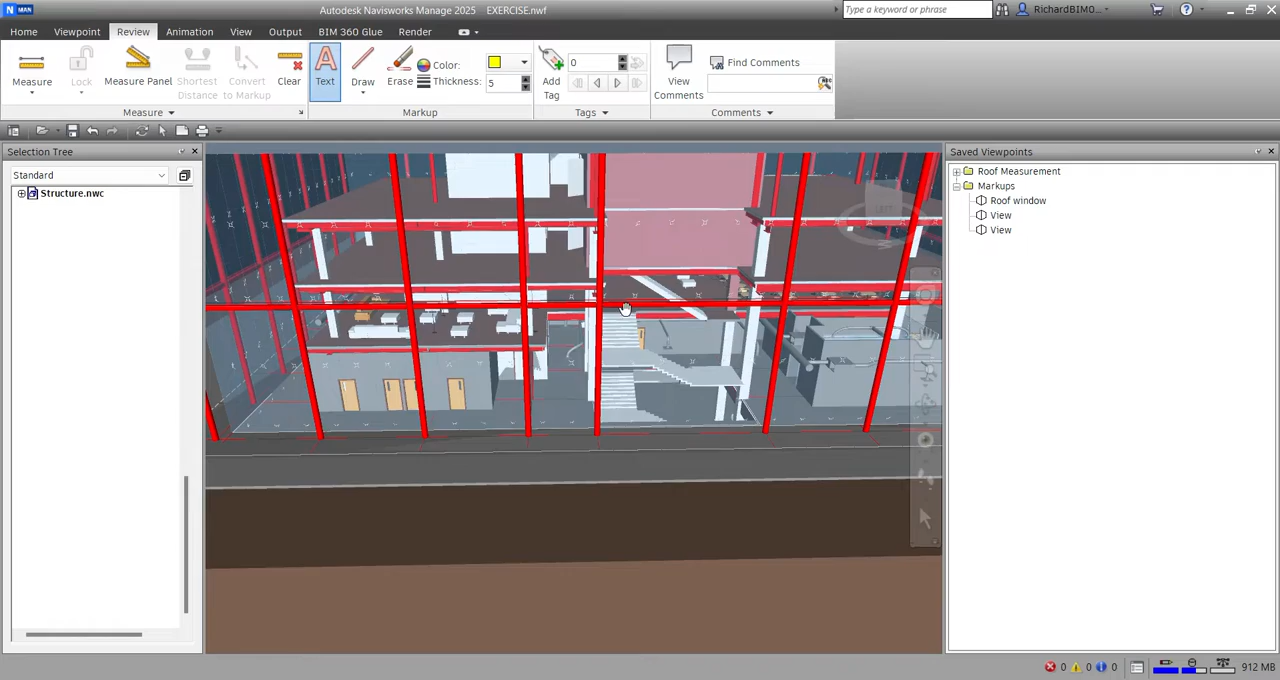 MAN
Autodesk Navisworks Manage 2025 EXERCISE.nwf
Type a keyword or phrase
RichardBIMO...
Home Viewpoint Review Animation View Output BIM 360 Glue Render
Measure
Lock
Measure Panel
Shortest Distance
Convert to Markup
Clear
Text
Draw
Erase
Color:
Thickness: 5
Add Tag
0
View Comments
Find Comments
Measure
Markup
Tags
Comments
Selection Tree
Standard
Structure.nwc
Saved Viewpoints
Roof Measurement
Markups
Roof window
View
View
0 0 0 912 MB